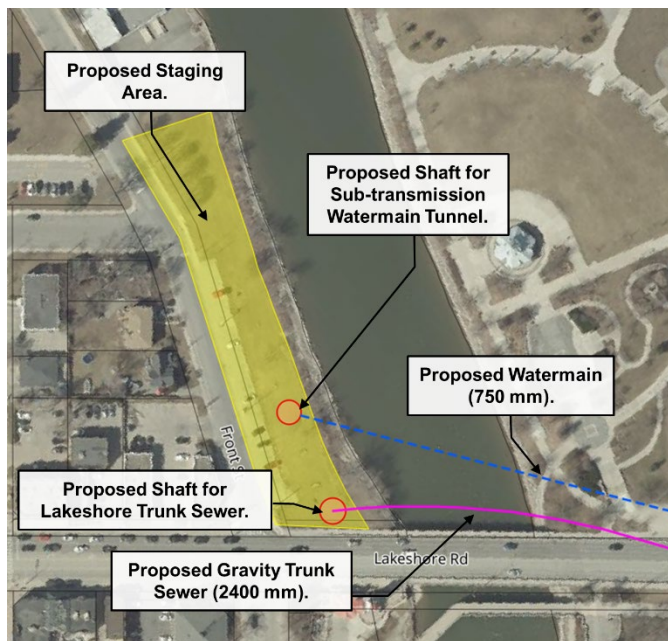 Proposed Staging
Area.
Proposed Shaft for
Sub-transmission
Watermain Tunnel.
Proposed Watermain
(750 mm).
Front S
Proposed Shaft for
Lakeshore Trunk Sewer.
Lakeshore Rd
Proposed Gravity Trunk
Sewer (2400 mm).